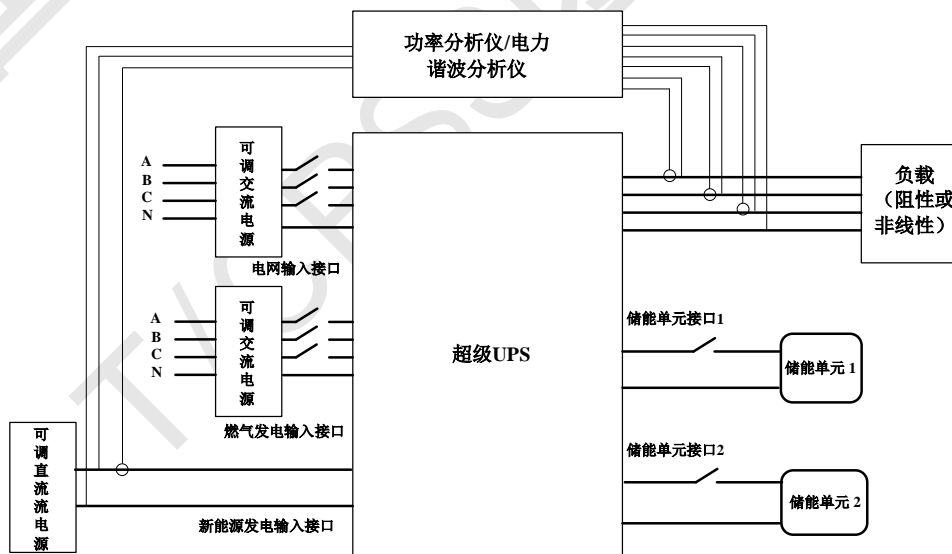 功率分析仪/电力
谐波分析仪
可
调
交
流
电
源
A
B
C
N
电网输入接口
可
调
交
流
电
源
A
B
C
N
燃气发电输入接口
可
调
直
流
流
电
源
新能源发电输入接口
超级UPS
负载
（阻性或
非线性）
储能单元接口1
储能单元 1
储能单元接口2
储能单元 2
T/CPSS